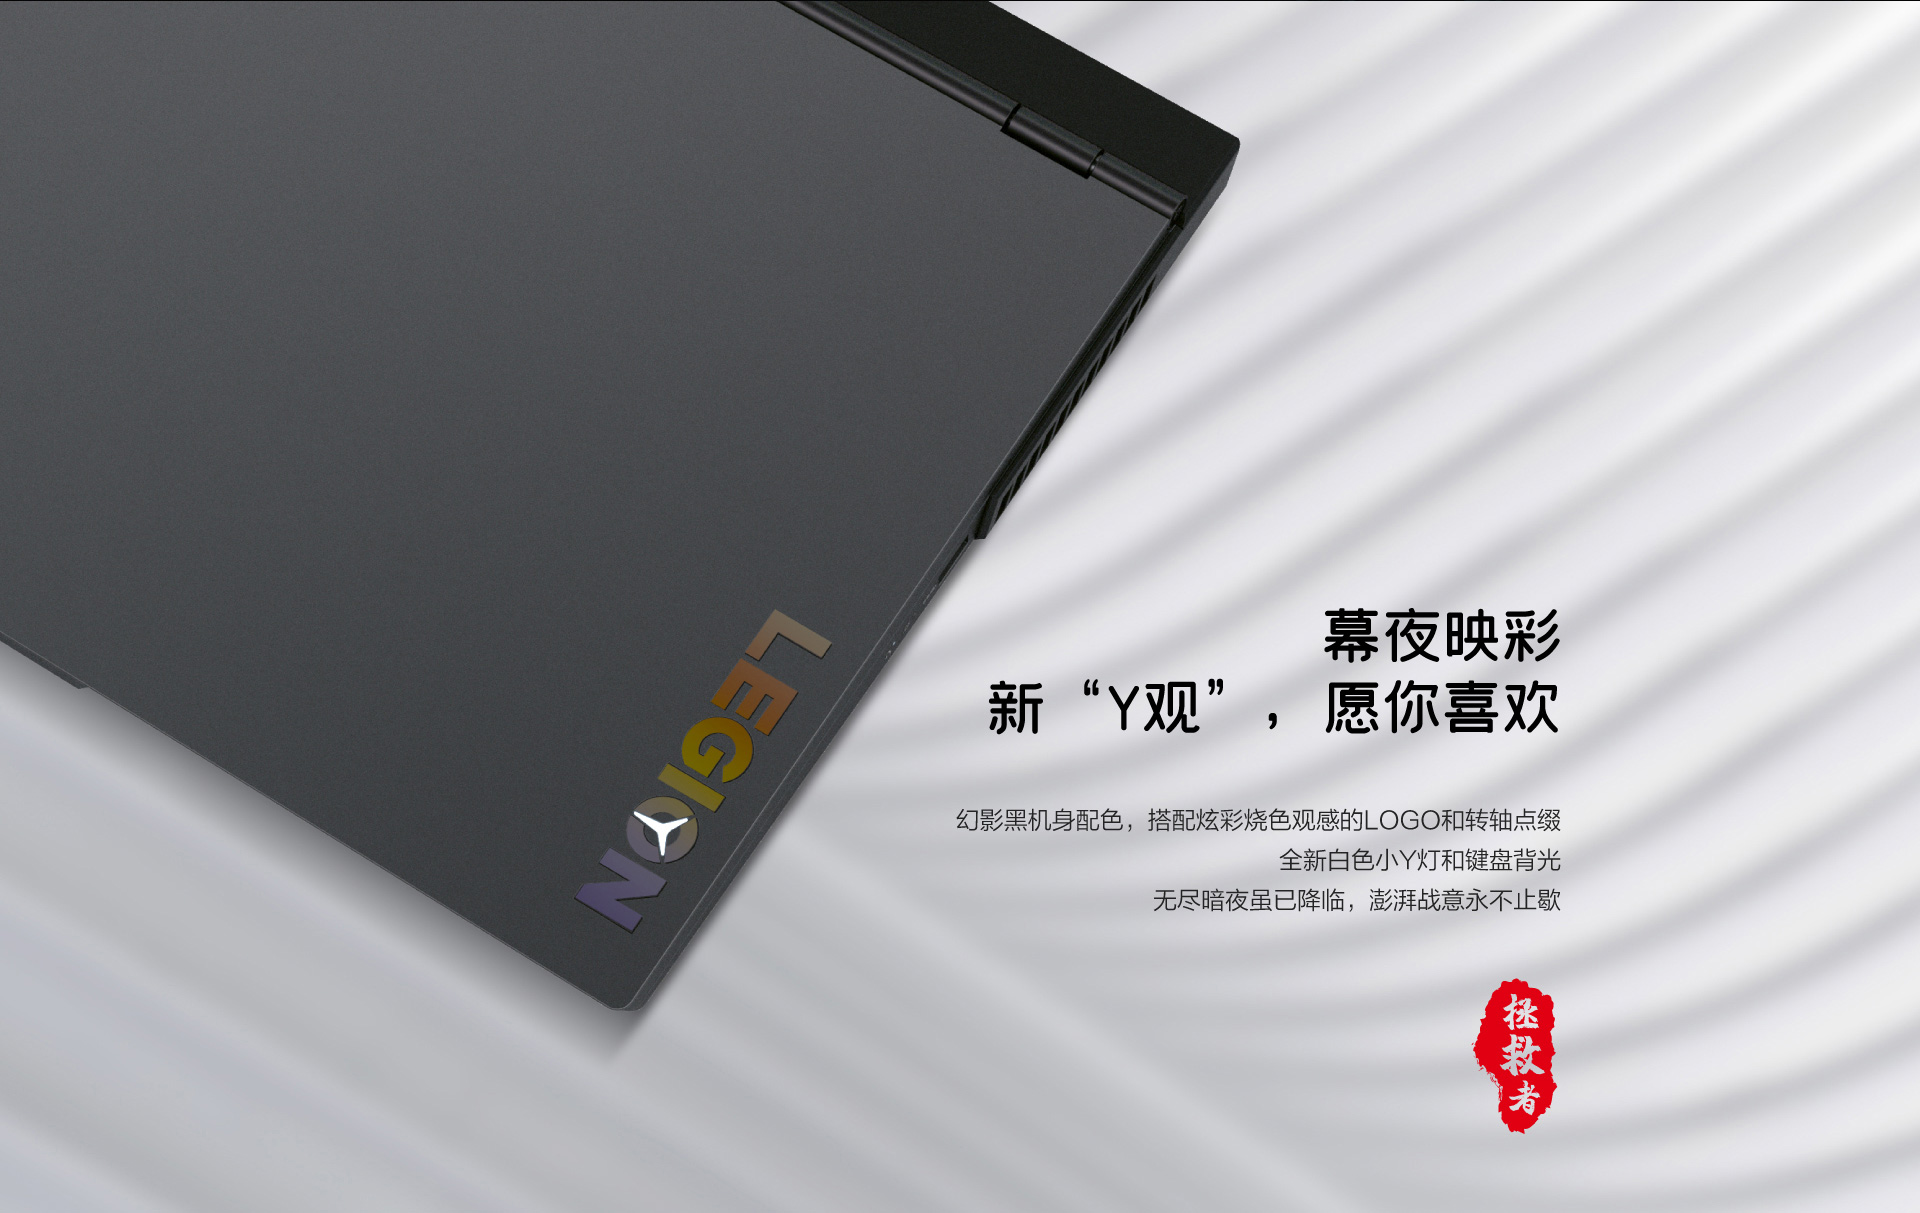 LEGION
幕夜映彩
新“Y观”，愿你喜欢
幻影黑机身配色，搭配炫彩烧色观感的LOGO和转轴点缀
全新白色小Y灯和键盘背光
无尽暗夜虽已降临，澎湃战意永不止歇
拯救者